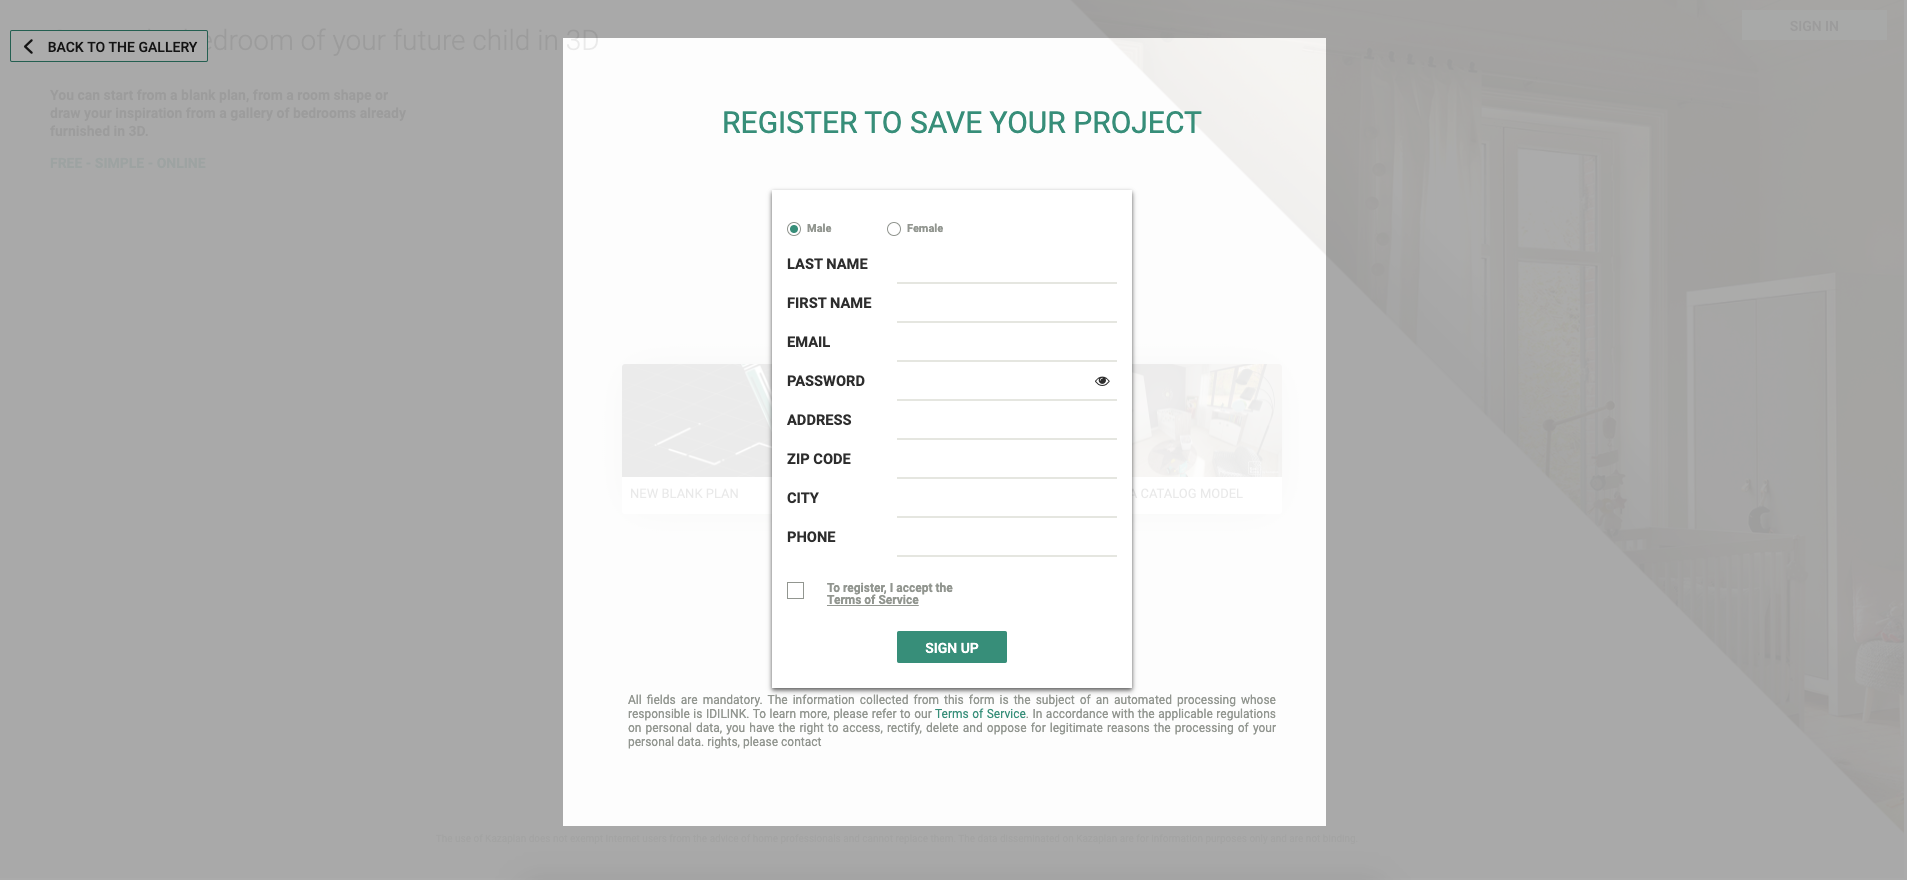 BACK TO THE GALLERY
edroom of your future child in 3D
SIGN IN
You can start from a blank plan, from a room shape or
draw your inspiration from a gallery of bedrooms already
furnished in 3D.
FREE - SIMPLE - ONLINE
REGISTER TO SAVE YOUR PROJECT
Male
Female
LAST NAME
FIRST NAME
EMAIL
PASSWORD
ADDRESS
ZIP CODE
CITY
PHONE
NEW BLANK PLAN
CATALOG MODEL
To register, I accept the
Terms of Service
SIGN UP
All fields are mandatory. The information collected from this form is the subject of an automated processing whose
responsible is IDILINK. To learn more, please refer to our Terms of Service. In accordance with the applicable regulations
on personal data, you have the right to access, rectify, delete and oppose for legitimate reasons the processing of your
personal data. rights, please contact